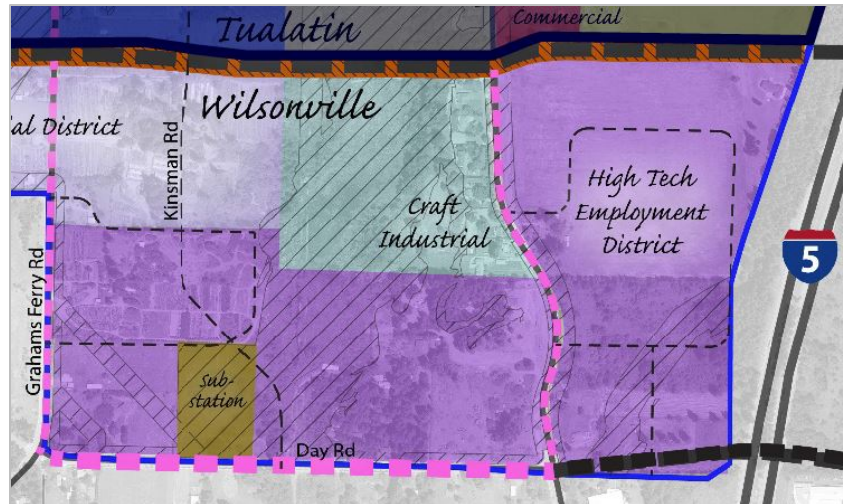 Commercial
Tualatin
Wilsonville
ial District
Kinsman Rd
High Tech
Employment
District
Craft
Industrial
5
Grahams Ferry Rd
Sub-
station
Day Rd